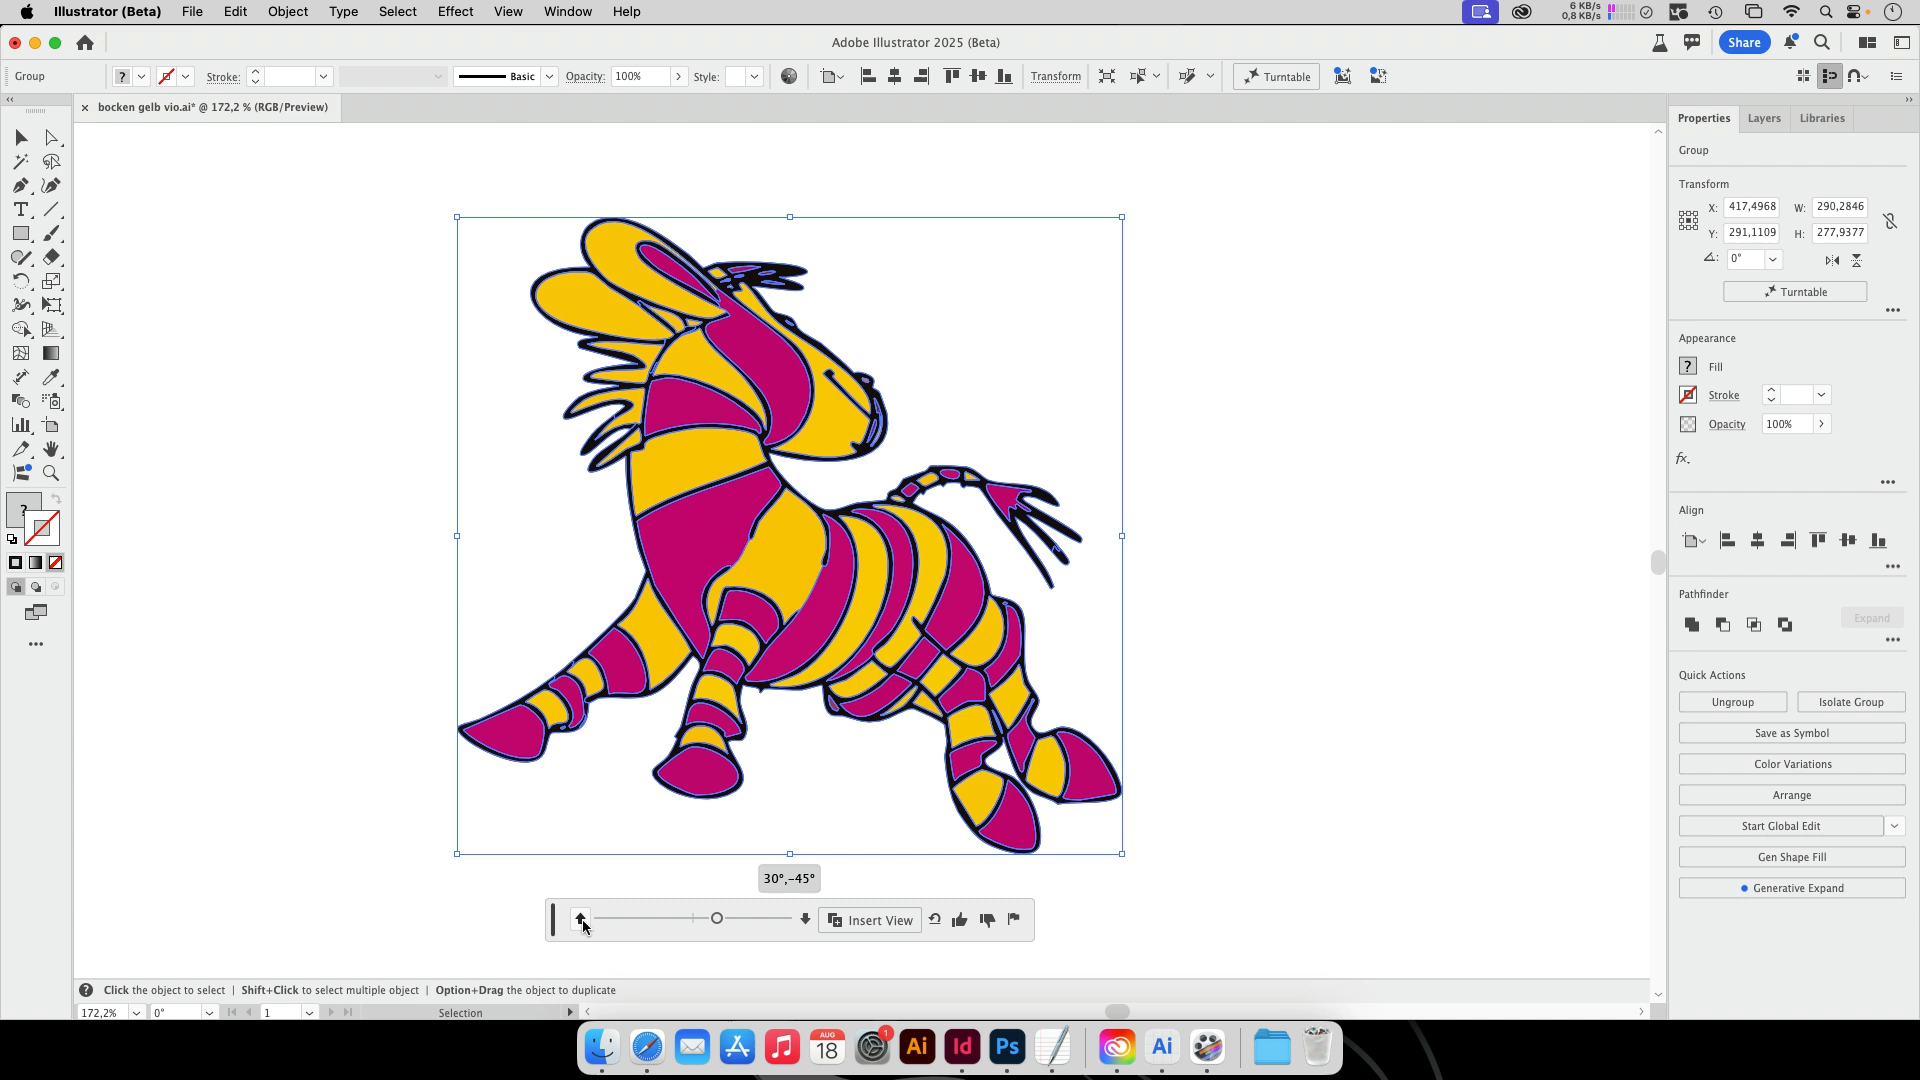 Illustrator (Beta) File Edit Object Type Select Effect View Window Help
6 KB/s
0,8 KB/s
Adobe Illustrator 2025 (Beta)
Share
Group
?
Stroke:
Basic
Opacity: 100%
Style:
Transform
Turntable
bocken gelb vio.ai* @ 172,2 % (RGB/Preview)
Properties Layers Libraries
Group
Transform
X: 417,4968 W: 290,2846
Y: 291,1109 H: 277,9377
0°
Turntable
Appearance
? Fill
Stroke
Opacity 100%
fx.
Align
Pathfinder
Expand
Quick Actions
Ungroup Isolate Group
Save as Symbol
Color Variations
Arrange
Start Global Edit
Gen Shape Fill
Generative Expand
T
?
30°,-45°
Insert View
? Click the object to select | Shift+Click to select multiple object | Option+Drag the object to duplicate
172,2% 0° 1 Selection
AUG
18
1
Ai
Id
Ps
Ai